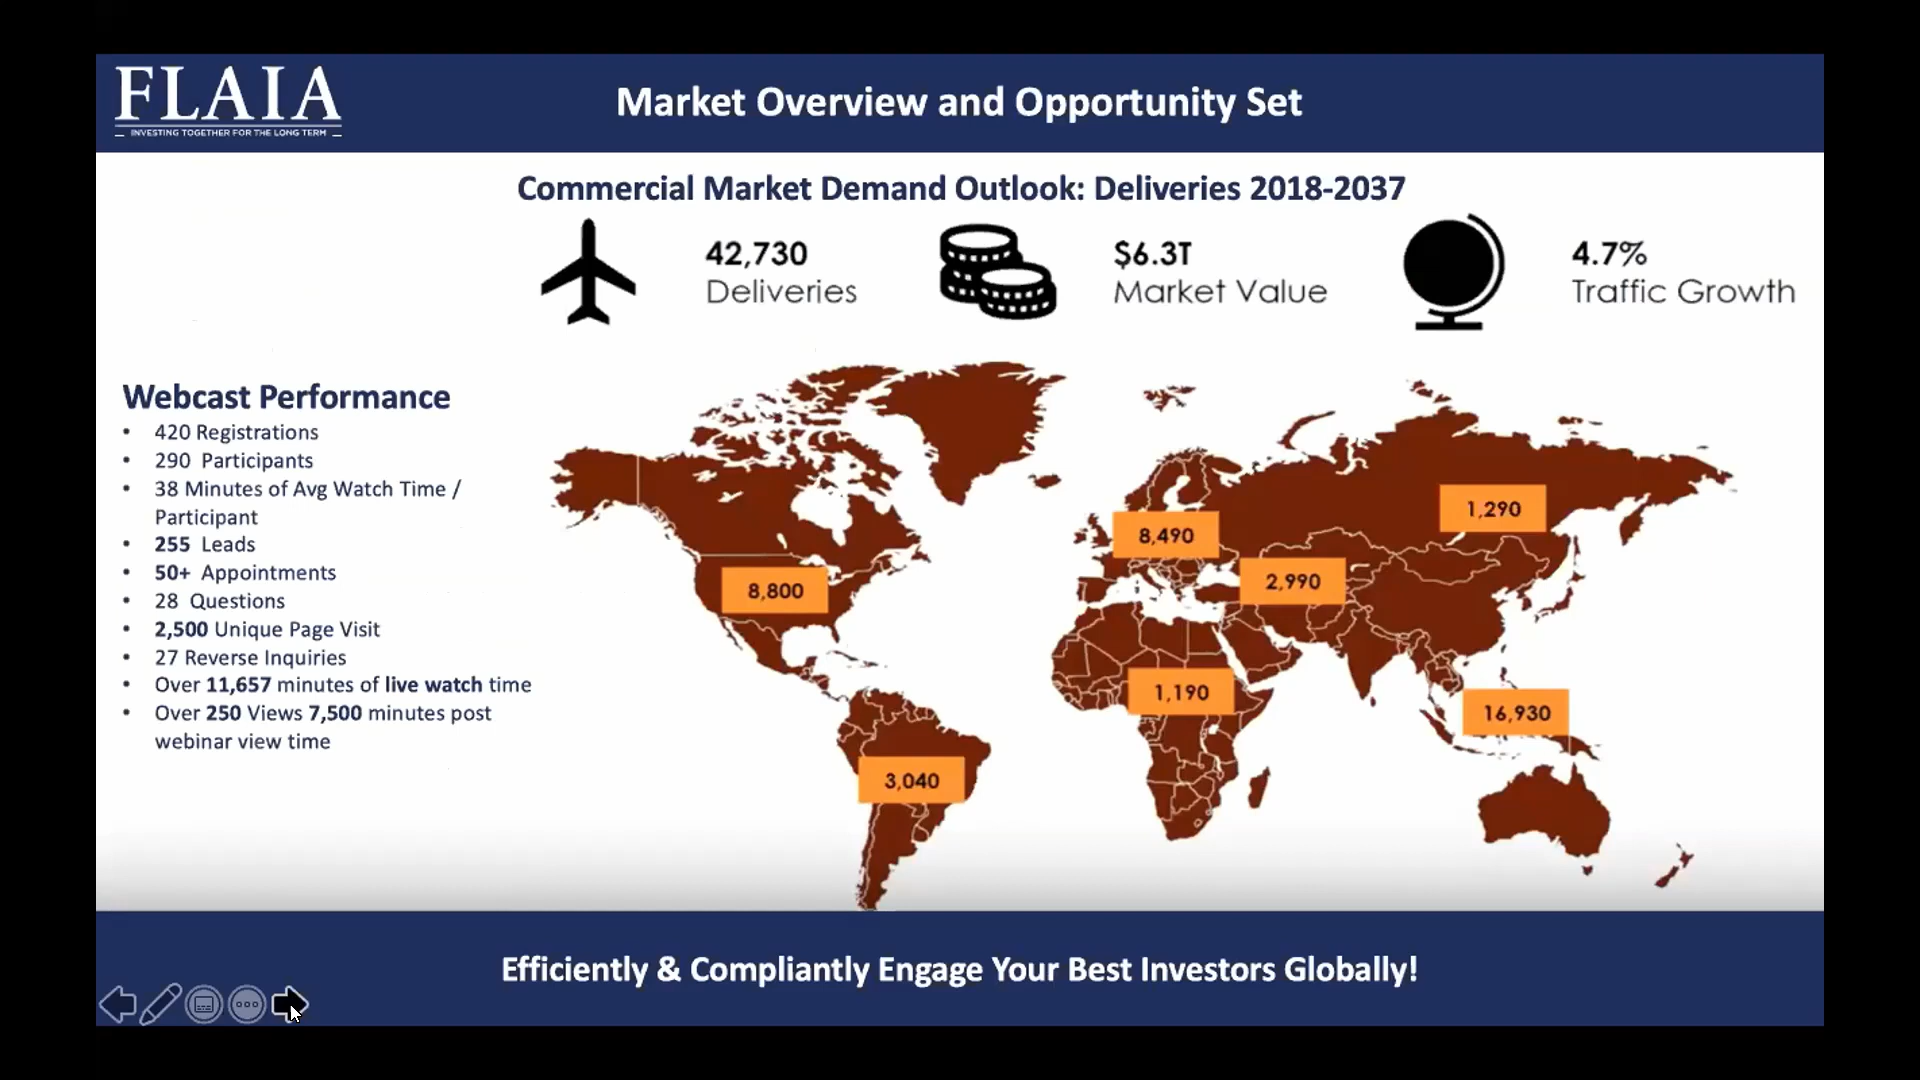 FLAIA
INVESTING TOGETHER FOR THE LONG TERM
Market Overview and Opportunity Set
Commercial Market Demand Outlook: Deliveries 2018-2037
42,730
Deliveries
$6.3T
Market Value
4.7%
Traffic Growth
Webcast Performance
• 420 Registrations
• 290 Participants
• 38 Minutes of Avg Watch Time /
Participant
• 255 Leads
• 50+ Appointments
• 28 Questions
• 2,500 Unique Page Visit
• 27 Reverse Inquiries
• Over 11,657 minutes of live watch time
• Over 250 Views 7,500 minutes post
webinar view time
1,290
8,490
2,990
8,800
1,190
16,930
3,040
Efficiently & Compliantly Engage Your Best Investors Globally!